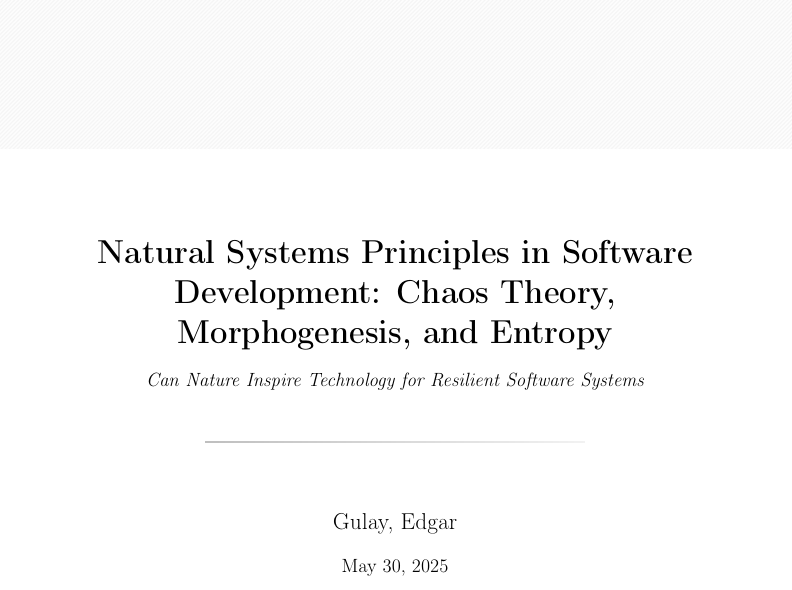 Natural Systems Principles in Software
Development: Chaos Theory,
Morphogenesis, and Entropy
Can Nature Inspire Technology for Resilient Software Systems
Gulay, Edgar
May 30, 2025